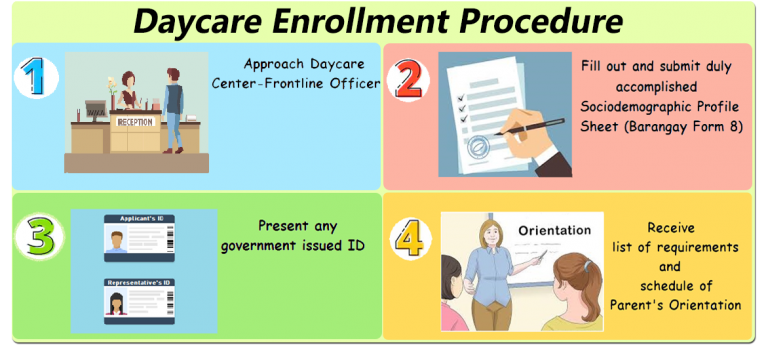 Daycare Enrollment Procedure
1
RECEPTION
Approach Daycare
Center-Frontline Officer
2
Fill out and submit duly
accomplished
Sociodemographic Profile
Sheet (Barangay Form 8)
3
Applicant's ID
Representative's ID
Present any
government issued ID
4
Orientation
Receive
list of requirements
and
schedule of
Parent's Orientation